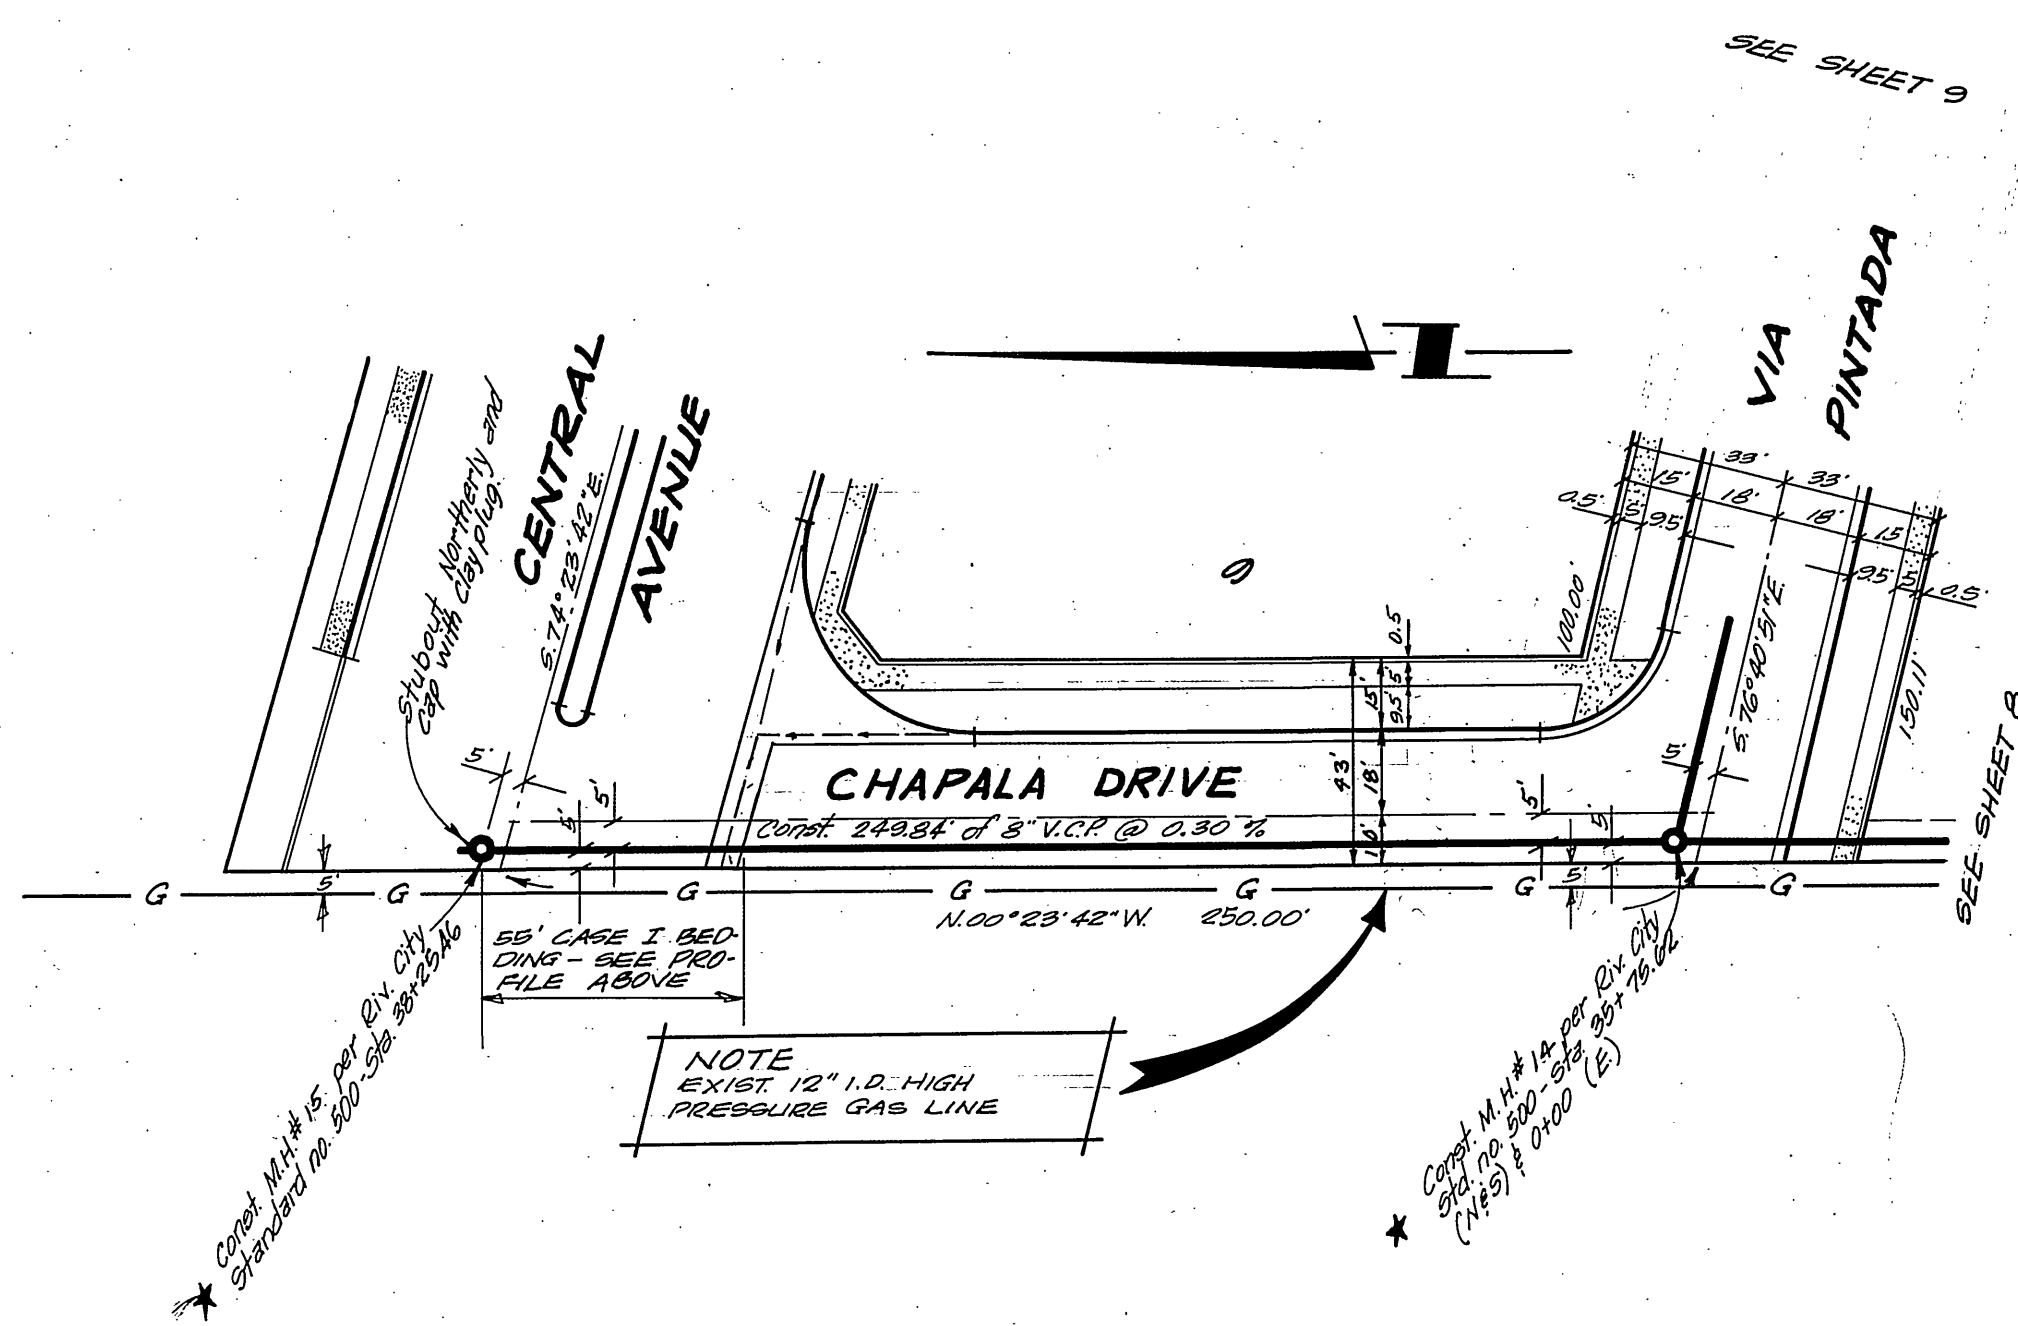 SEE SHEET 9
CENTRAL
AVENUE
S.74°23'42"E.
Stubout Northerly and
cap with clay plug.
VIA
PINTADA
33'
33'
15'
18'
18'
15
0.5'
5'
9.5'
9.5'
5'
0.5'
S.76°40'51"E.
100.00'
150.11'
9
0.5
5'
15'
9.5'
43'
18'
10'
CHAPALA DRIVE
Const. 249.84' of 8" V.C.P. @ 0.30 %
5'
5'
5'
5'
5'
5'
5'
5'
G G G G G G G
N.00°23'42"W. 250.00'
SEE SHEET 8
55' CASE I BED-
DING - SEE PRO-
FILE ABOVE
NOTE
EXIST. 12" I.D. HIGH
PRESSURE GAS LINE
Const. M.H.#15 per Riv. City
Standard no. 500-Sta. 38+25.46
Const. M.H.#14 per Riv. City
Std. no. 500-Sta. 35+75.62
(N&S) & 0+00 (E.)